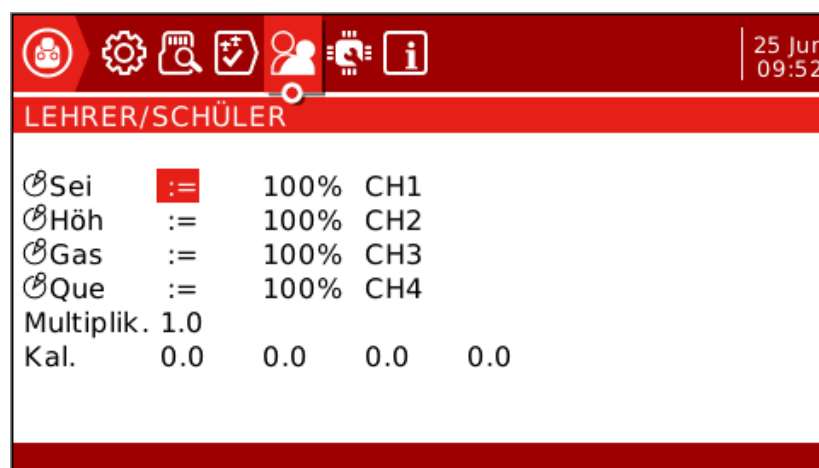 25 Jun
09:52
LEHRER/SCHÜLER
Sei := 100% CH1
Höh := 100% CH2
Gas := 100% CH3
Que := 100% CH4
Multiplik. 1.0
Kal. 0.0 0.0 0.0 0.0